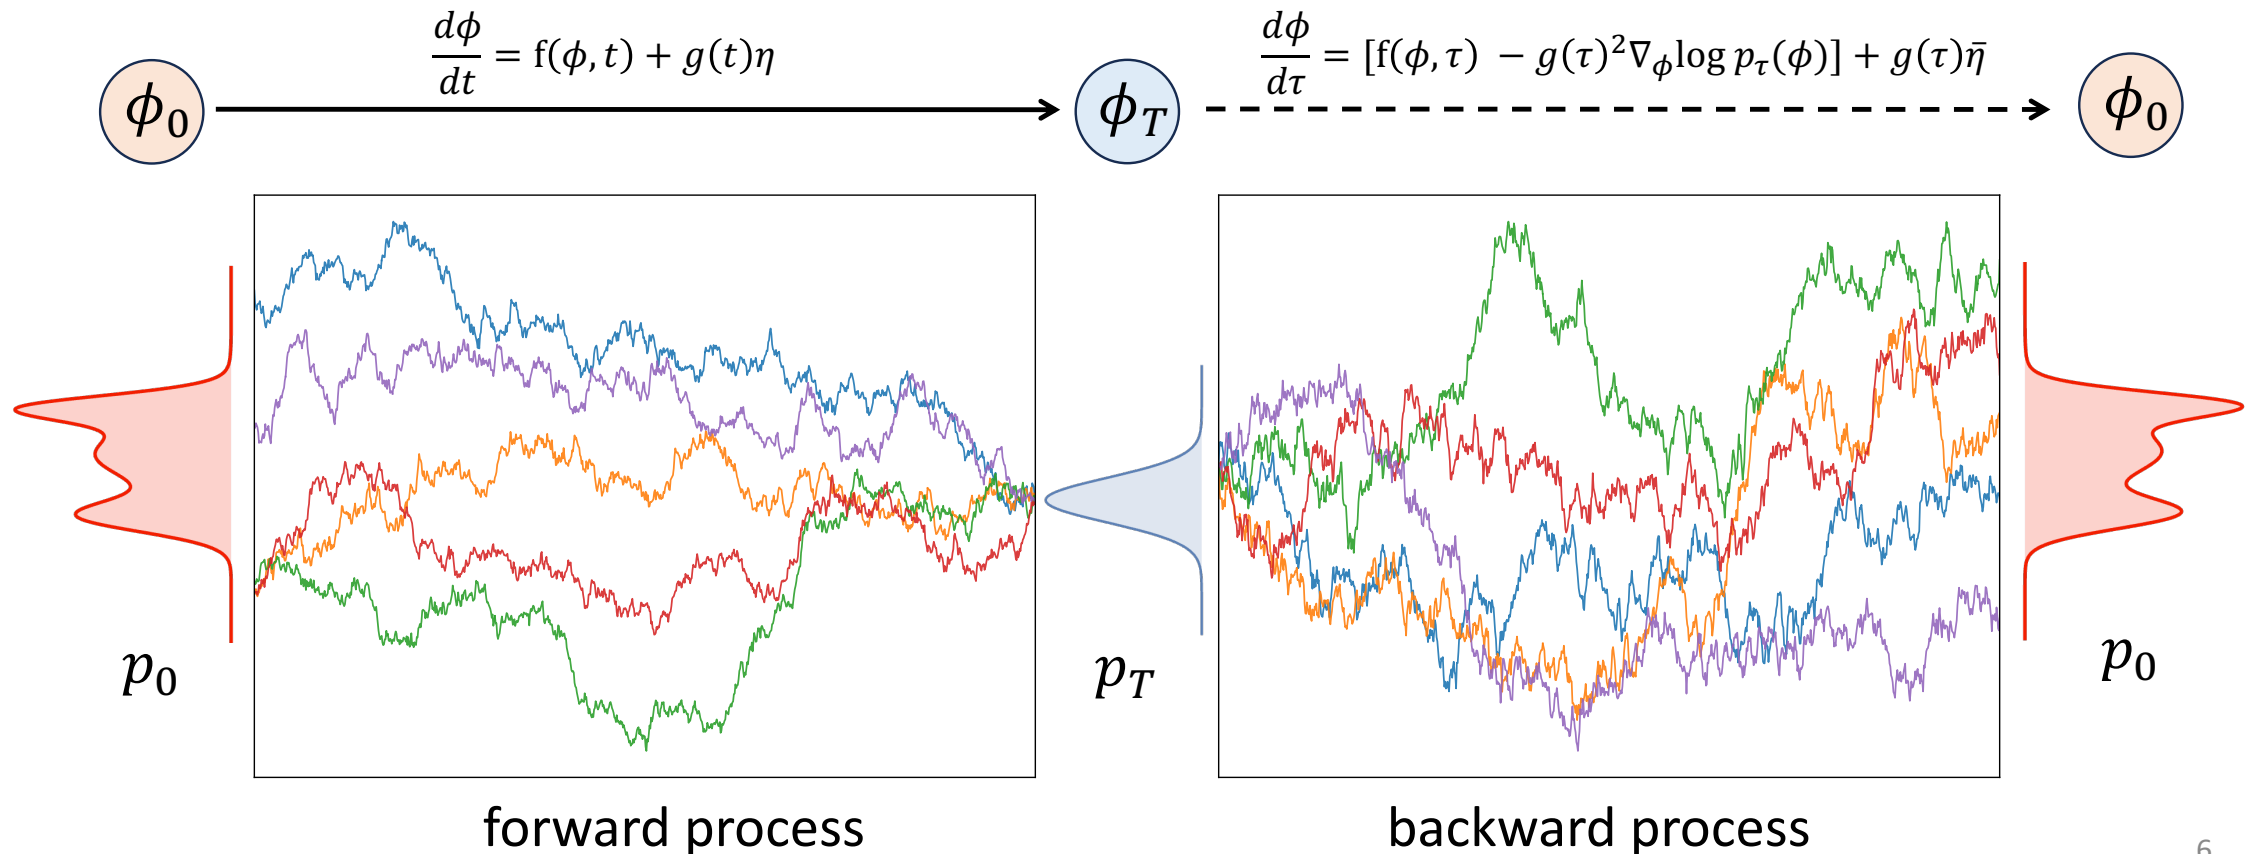 dϕ/dt = f(ϕ, t) + g(t)η
dϕ/dτ = [f(ϕ, τ) − g(τ)²∇_ϕ log p_τ(ϕ)] + g(τ)η̄
ϕ₀
ϕ_T
ϕ₀
p₀
p_T
p₀
forward process
backward process
6